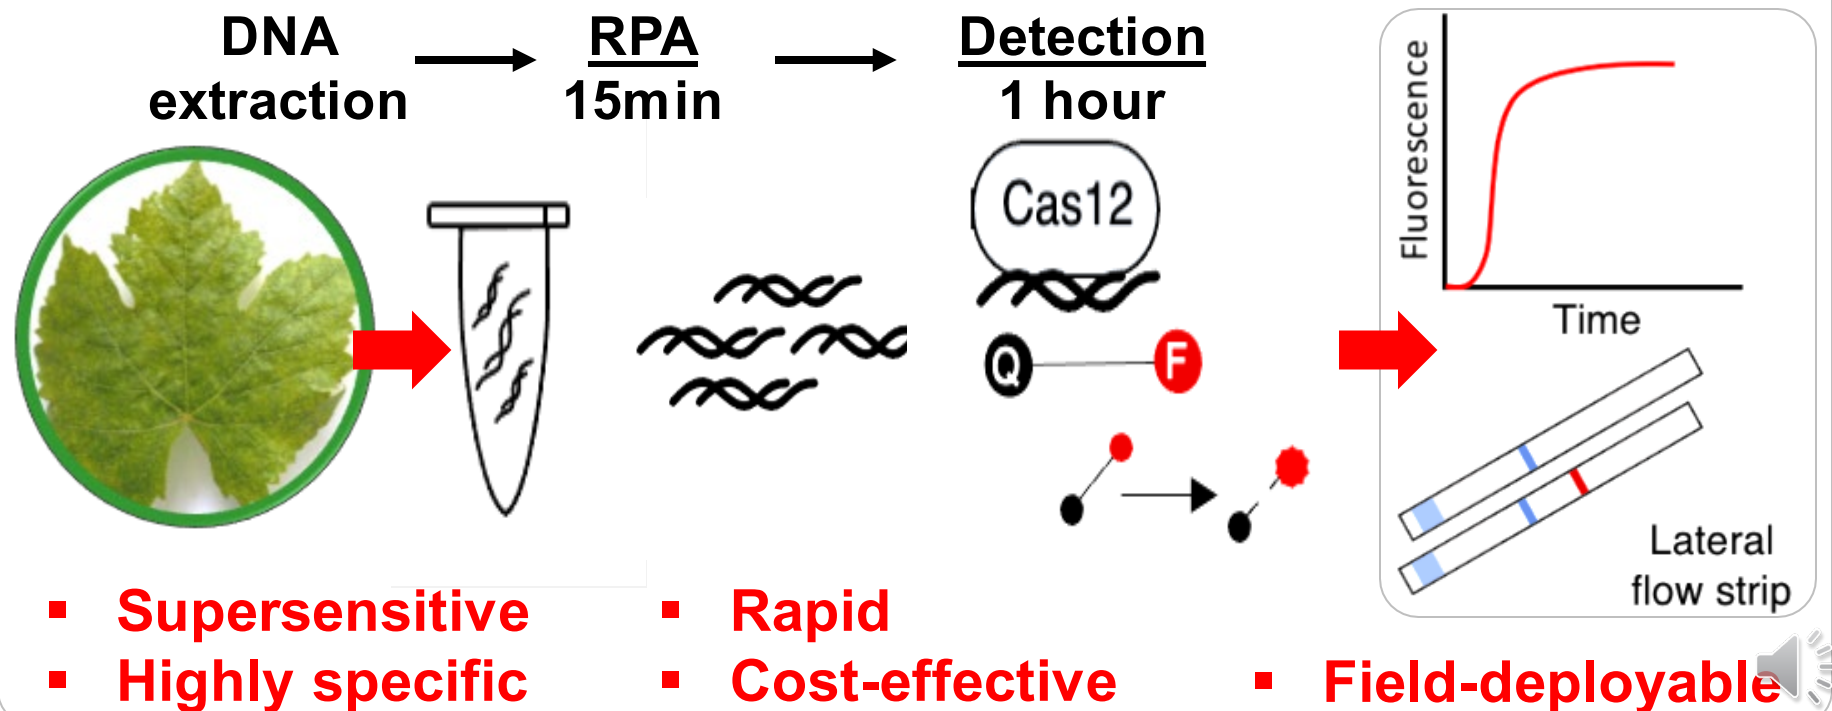 DNA
extraction
RPA
15min
Detection
1 hour
Cas12
Q
F
Fluorescence
Time
Lateral
flow strip
▪ Supersensitive
▪ Highly specific
▪ Rapid
▪ Cost-effective
▪ Field-deployable